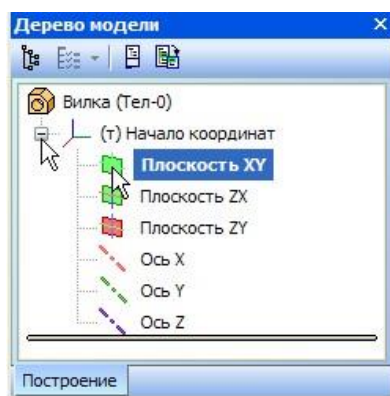 Дерево модели
Вилка (Тел-0)
(т) Начало координат
Плоскость XY
Плоскость ZX
Плоскость ZY
Ось X
Ось Y
Ось Z
Построение